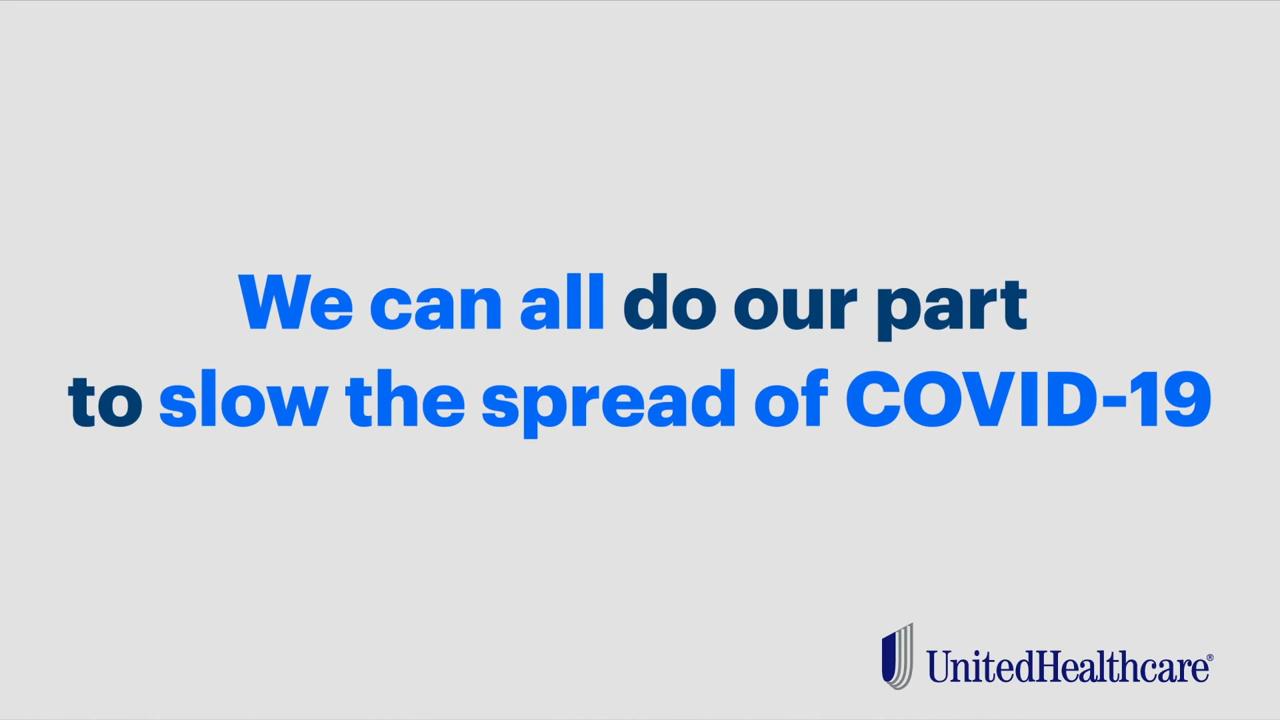 We can all do our part
to slow the spread of COVID-19
UnitedHealthcare®